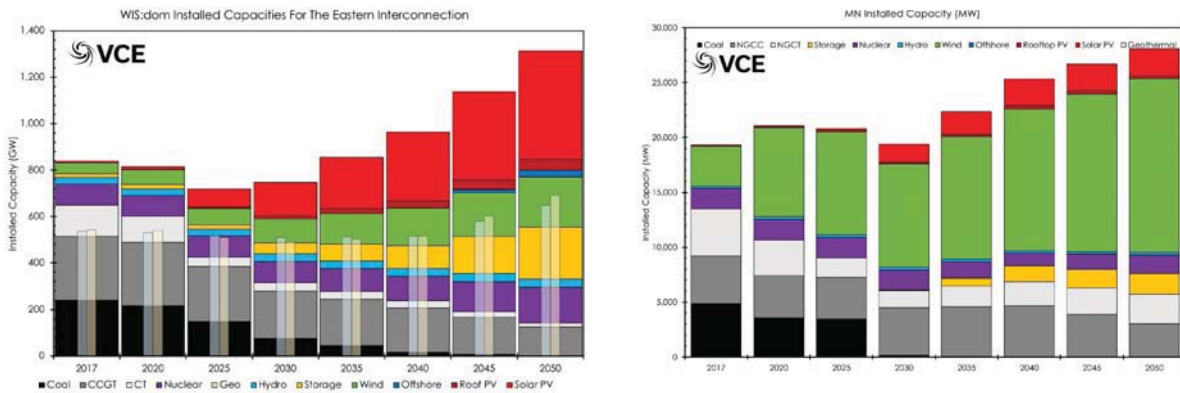 WIS:dom Installed Capacities For The Eastern Interconnection
VCE
1,400
1,200
1,000
800
600
400
200
0
Installed Capacity (GW)
2017 2020 2025 2030 2035 2040 2045 2050
Coal CCGT CT Nuclear Geo Hydro Storage Wind Offshore Roof PV Solar PV
MN Installed Capacity (MW)
30,000
Coal NGCC NGCT Storage Nuclear Hydro Wind Offshore Rooftop PV Solar PV Geothermal
VCE
25,000
20,000
15,000
10,000
5,000
0
Installed Capacity (MW)
2017 2020 2025 2030 2035 2040 2045 2050